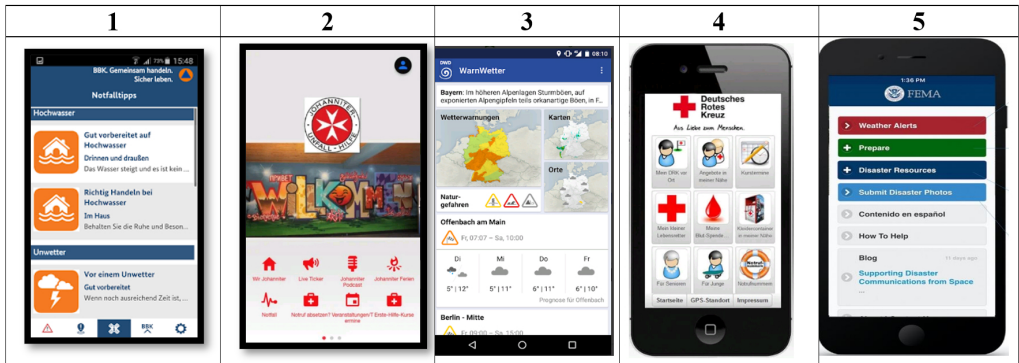 1
2
3
4
5
73%
15:48
BBK. Gemeinsam handeln.
Sicher leben.
Notfalltipps
Hochwasser
Gut vorbereitet auf
Hochwasser
Drinnen und draußen
Das Wasser steigt und es ist kein ...
Richtig Handeln bei
Hochwasser
Im Haus
Behalten Sie die Ruhe und Beson...
Unwetter
Vor einem Unwetter
Gut vorbereitet
Wenn noch ausreichend Zeit ist, ...
BBK
JOHANNITER-
UNFALL-HILFE
WILLKOMMEN
Wir Johanniter
Live Ticker
Johanniter
Podcast
Johanniter Ferien
Notfall
Notruf absetzen?
Veranstaltungen/T
ermine
Erste-Hilfe-Kurse
08:10
DWD
WarnWetter
Bayern: Im höheren Alpenlagen Sturmböen, auf
exponierten Alpengipfeln teils orkanartige Böen, in F...
Wetterwarnungen
Karten
Orte
Natur-
gefahren
Offenbach am Main
Fr, 07:07 – Sa, 10:00
Di
Mi
Do
Fr
5° | 12°
6° | 11°
6° | 11°
6° | 10°
Prognose für Offenbach
Berlin - Mitte
Fr, 09:00 – Sa, 15:00
Deutsches
Rotes
Kreuz
Aus Liebe zum Menschen.
Mein DRK vor
Ort
Angebote in
meiner Nähe
Kurstermine
Mein kleiner
Lebensretter
Meine
Blut-Spende...
Kleidercontainer
in meiner Nähe
Für Senioren
Für Junge
Notruf-
Notrufnummern
Startseite
GPS-Standort
Impressum
1:36 PM
FEMA
Weather Alerts
Prepare
Disaster Resources
Submit Disaster Photos
Contenido en español
How To Help
Blog
11 days ago
Supporting Disaster
Communications from Space
...